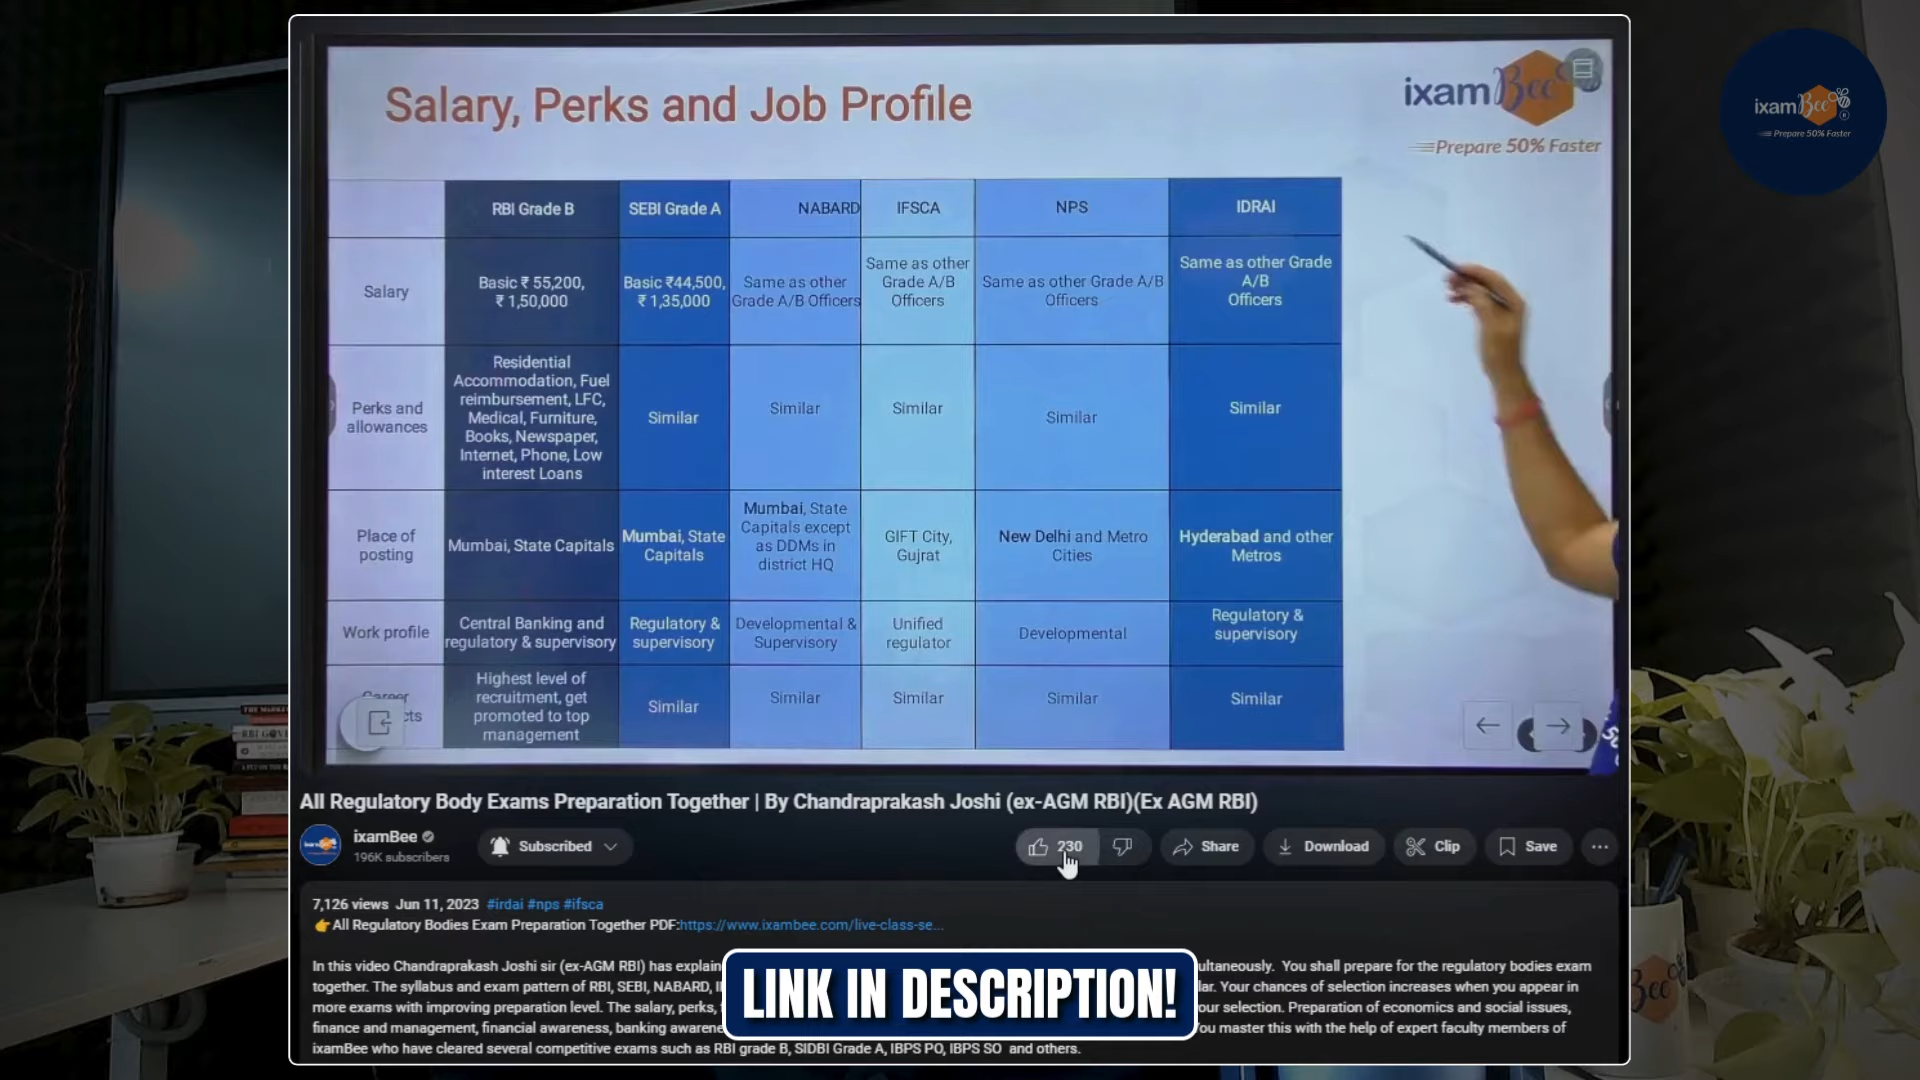 Salary, Perks and Job Profile
ixamBee
Prepare 50% Faster
ixamBee
Prepare 50% Faster
RBI Grade B
SEBI Grade A
NABARD
IFSCA
NPS
IDRAI
Salary
Basic ₹ 55,200,
₹ 1,50,000
Basic ₹44,500,
₹ 1,35,000
Same as other
Grade A/B Officers
Same as other
Grade A/B
Officers
Same as other Grade A/B
Officers
Same as other Grade
A/B
Officers
Perks and
allowances
Residential
Accommodation, Fuel
reimbursement, LFC,
Medical, Furniture,
Books, Newspaper,
Internet, Phone, Low
interest Loans
Similar
Similar
Similar
Similar
Similar
Place of
posting
Mumbai, State Capitals
Mumbai, State
Capitals
Mumbai, State
Capitals except
as DDMs in
district HQ
GIFT City,
Gujrat
New Delhi and Metro
Cities
Hyderabad and other
Metros
Work profile
Central Banking and
regulatory & supervisory
Regulatory &
supervisory
Developmental &
Supervisory
Unified
regulator
Developmental
Regulatory &
supervisory
Career
cts
Highest level of
recruitment, get
promoted to top
management
Similar
Similar
Similar
Similar
Similar
All Regulatory Body Exams Preparation Together | By Chandraprakash Joshi (ex-AGM RBI)(Ex AGM RBI)
ixamBee
196K subscribers
Subscribed
230
Share
Download
Clip
Save
7,126 views Jun 11, 2023 #irdai #nps #ifsca
👉All Regulatory Bodies Exam Preparation Together PDF:https://www.ixambee.com/live-class-se...
In this video Chandraprakash Joshi sir (ex-AGM RBI) has explain ultaneously. You shall prepare for the regulatory bodies exam
together. The syllabus and exam pattern of RBI, SEBI, NABARD, I lar. Your chances of selection increases when you appear in
more exams with improving preparation level. The salary, perks, our selection. Preparation of economics and social issues,
finance and management, financial awareness, banking awarene You master this with the help of expert faculty members of
ixamBee who have cleared several competitive exams such as RBI grade B, SIDBI Grade A, IBPS PO, IBPS SO and others.
LINK IN DESCRIPTION!